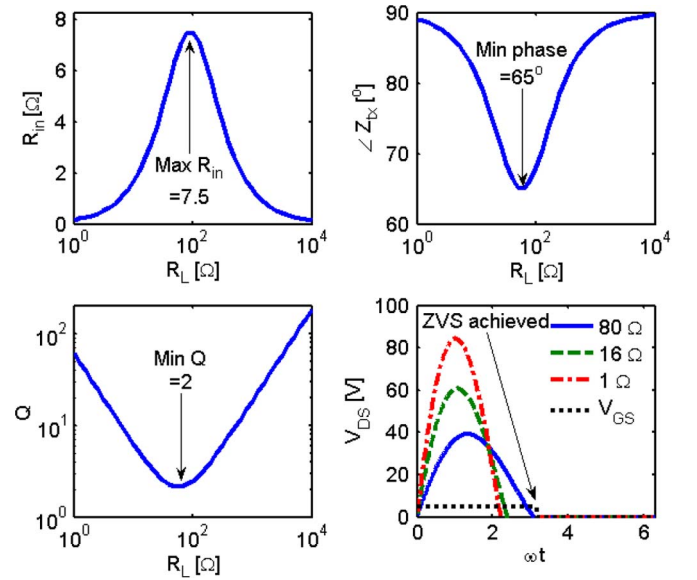 8
6
4
2
0
R_in [Ω]
Max R_in
=7.5
10^0 10^2 10^4
R_L [Ω]
90
80
70
60
∠ Z_tx [°]
Min phase
=65°
10^0 10^2 10^4
R_L [Ω]
10^2
10^1
10^0
Q
Min Q
=2
10^0 10^2 10^4
R_L [Ω]
100
80
60
40
20
0
V_DS [V]
ZVS achieved
80 Ω
16 Ω
1 Ω
V_GS
0 2 4 6
ωt